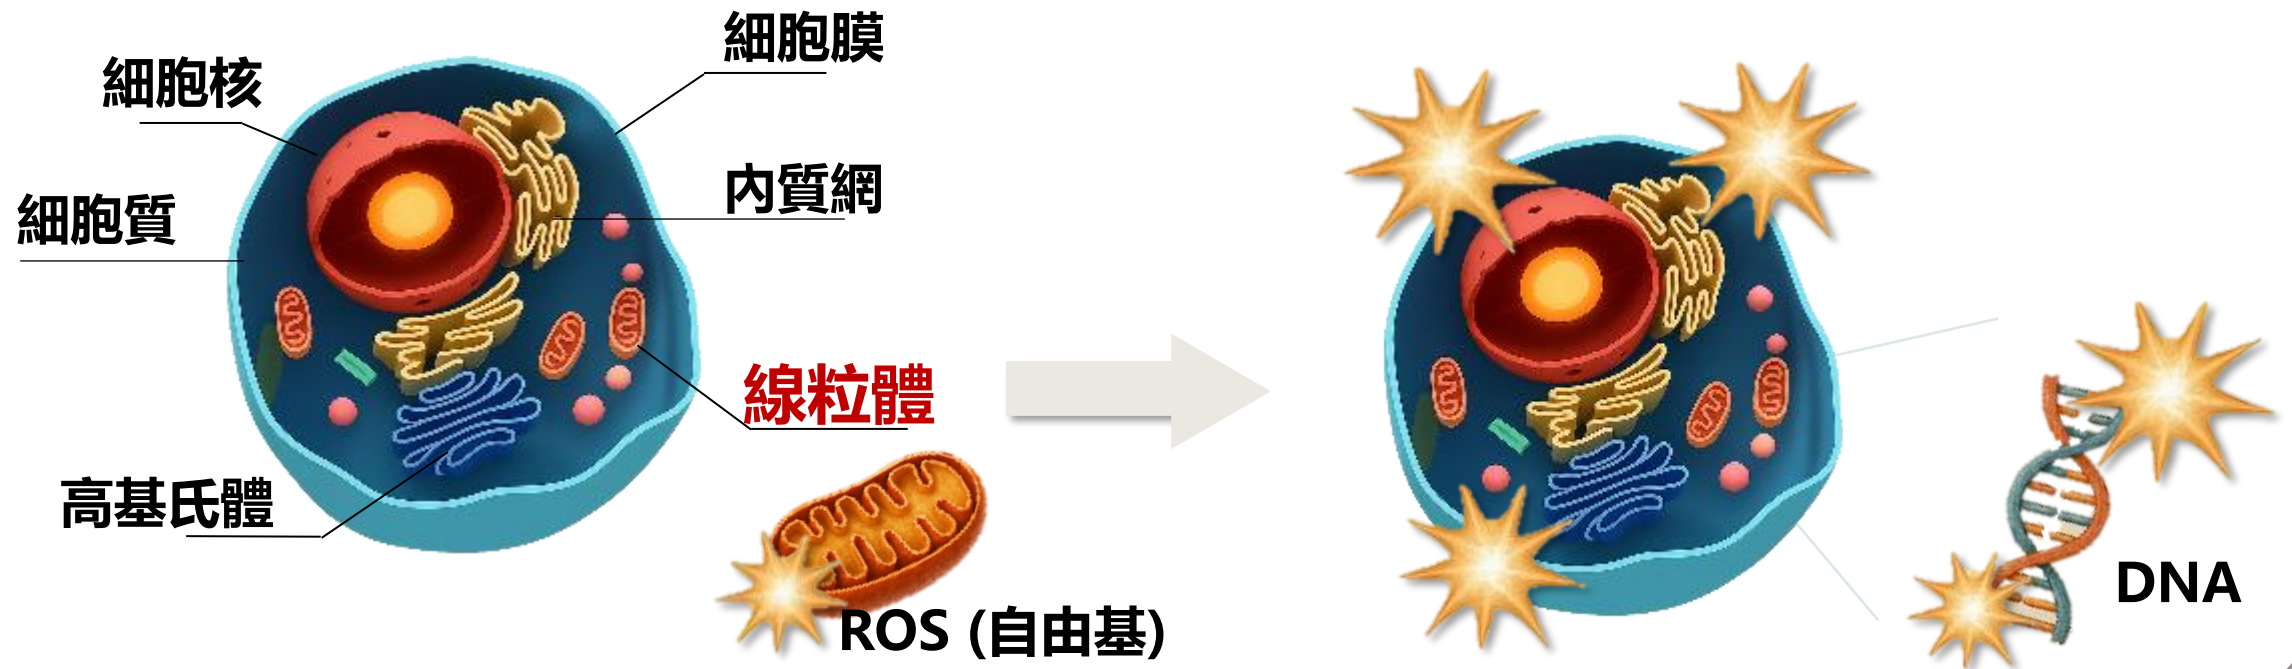 細胞膜
細胞核
內質網
細胞質
線粒體
高基氏體
ROS (自由基)
DNA